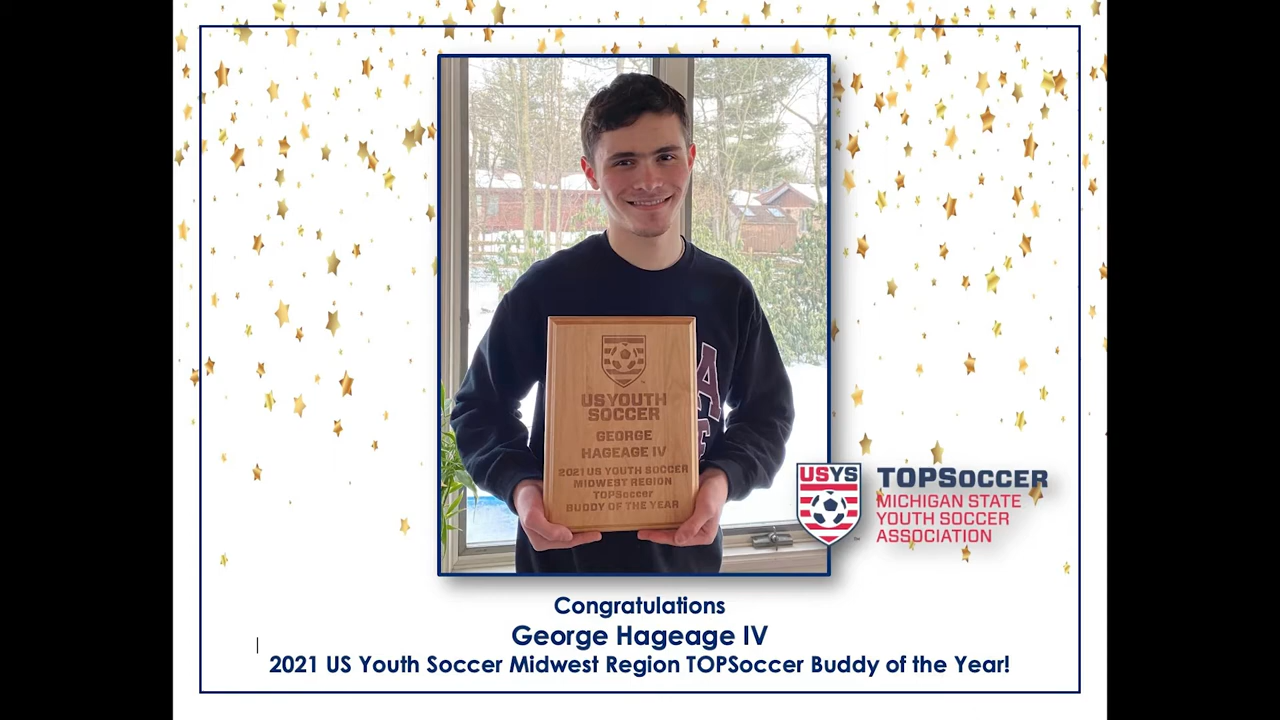 US YOUTH
SOCCER
GEORGE
HAGEAGE IV
2021 US YOUTH SOCCER
MIDWEST REGION
TOPSoccer
BUDDY OF THE YEAR
USYS
TOPSOCCER
MICHIGAN STATE
YOUTH SOCCER
ASSOCIATION
Congratulations
George Hageage IV
2021 US Youth Soccer Midwest Region TOPSoccer Buddy of the Year!